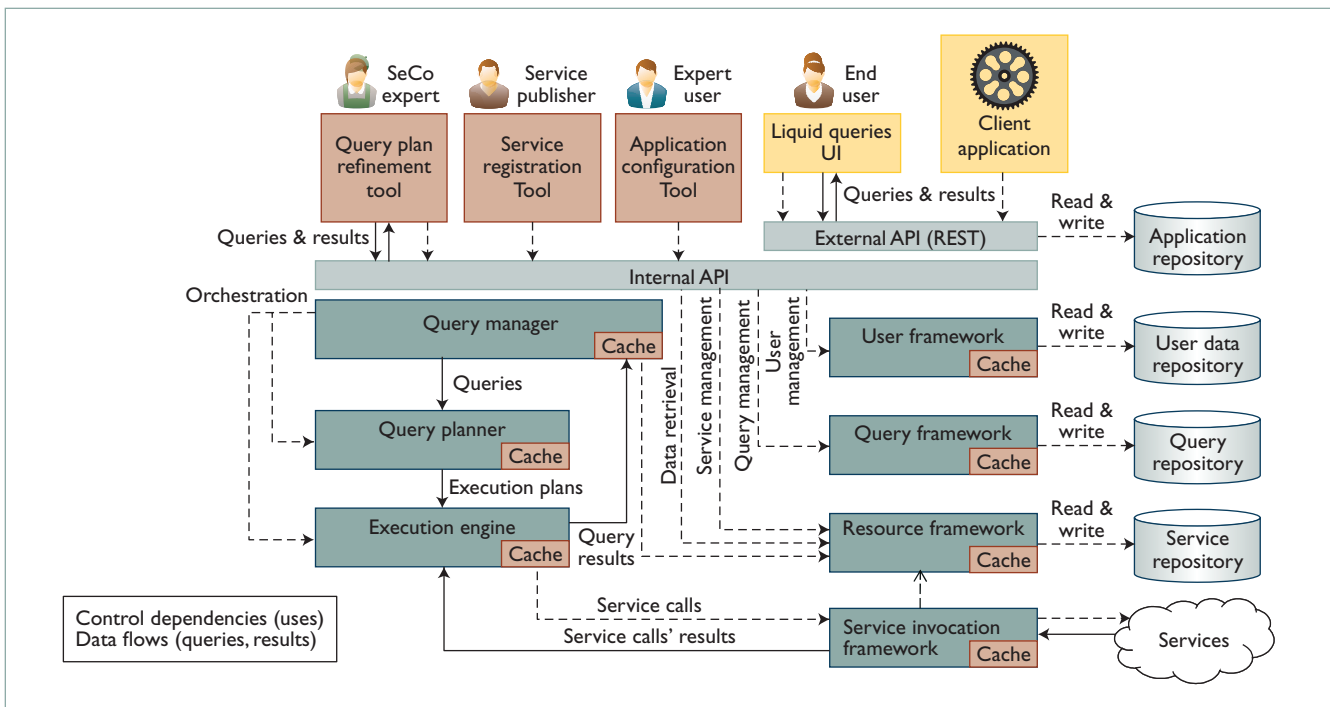 SeCo
expert
Service
publisher
Expert
user
End
user
Query plan
refinement
tool
Service
registration
Tool
Application
configuration
Tool
Liquid queries
UI
Client
application
Queries & results
Queries & results
External API (REST)
Read &
write
Application
repository
Internal API
Orchestration
Query manager
Cache
Queries
Query planner
Cache
Execution plans
Execution engine
Cache
Query
results
Data retrieval
Service management
Query management
User
management
User framework
Cache
Read &
write
User data
repository
Query framework
Cache
Read &
write
Query
repository
Resource framework
Cache
Read &
write
Service
repository
Service calls
Service calls' results
Service invocation
framework
Cache
Services
Control dependencies (uses)
Data flows (queries, results)